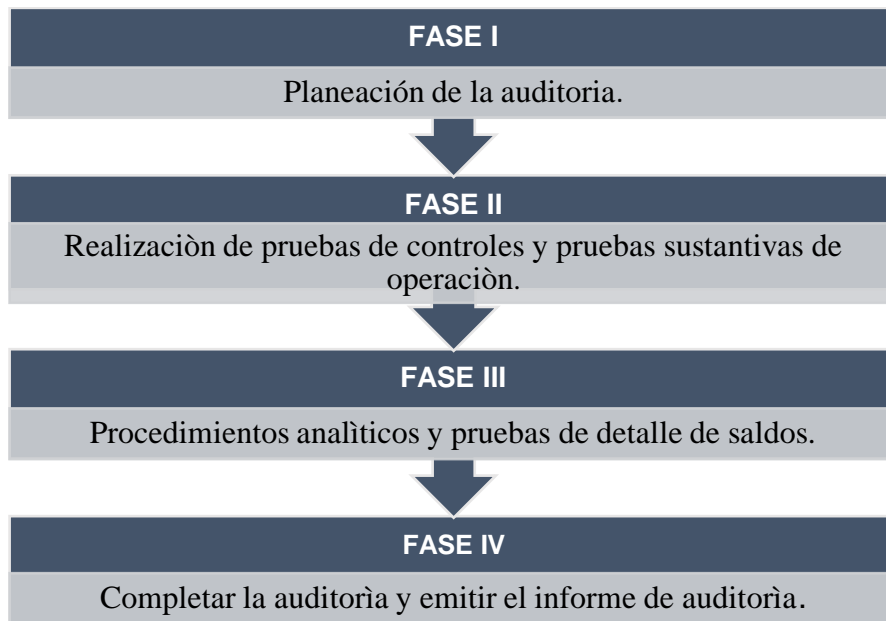 FASE I
Planeación de la auditoria.
FASE II
Realizaciòn de pruebas de controles y pruebas sustantivas de
operaciòn.
FASE III
Procedimientos analìticos y pruebas de detalle de saldos.
FASE IV
Completar la auditorìa y emitir el informe de auditorìa.